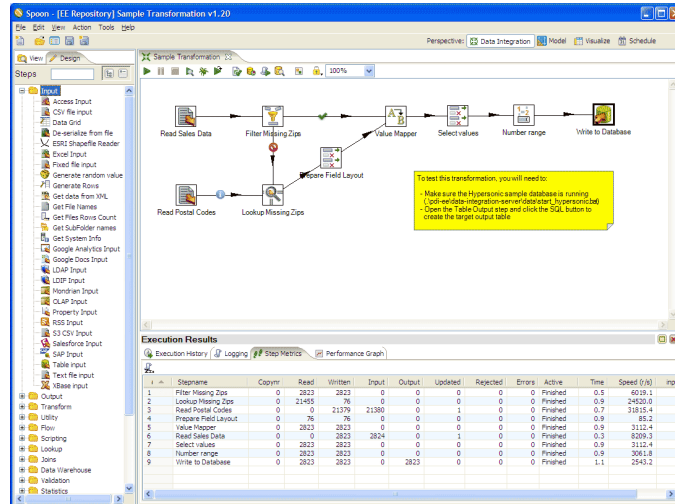 Spoon - [EE Repository] Sample Transformation v1.20
File Edit View Action Tools Help
Perspective: Data Integration Model Visualize Schedule
View Design
Steps
Input
Access Input
CSV file input
Data Grid
De-serialize from file
ESRI Shapefile Reader
Excel Input
Fixed file input
Generate random value
Generate Rows
Get data from XML
Get File Names
Get Files Rows Count
Get SubFolder names
Get System Info
Google Analytics Input
Google Docs Input
LDAP Input
LDIF Input
Mondrian Input
OLAP Input
Property Input
RSS Input
S3 CSV Input
Salesforce Input
SAP Input
Table input
Text file input
XBase input
Output
Transform
Utility
Flow
Scripting
Lookup
Joins
Data Warehouse
Validation
Statistics
Sample Transformation
100%
Read Sales Data
Filter Missing Zips
Value Mapper
Select values
Number range
Write to Database
Prepare Field Layout
Read Postal Codes
Lookup Missing Zips
To test this transformation, you will need to:
- Make sure the Hypersonic sample database is running
(.\pdi-ee\data-integration-server\data\start_hypersonic.bat)
- Open the Table Output step and click the SQL button to
create the target output table
Execution Results
Execution History Logging Step Metrics Performance Graph
Stepname Copynr Read Written Input Output Updated Rejected Errors Active Time Speed (r/s)
1 Filter Missing Zips 0 2823 2823 0 0 0 0 0 Finished 0.5 6019.1
2 Lookup Missing Zips 0 21455 76 0 0 0 0 0 Finished 0.9 24520.0
3 Read Postal Codes 0 0 21379 21380 0 1 0 0 Finished 0.7 31815.4
4 Prepare Field Layout 0 76 76 0 0 0 0 0 Finished 0.9 85.2
5 Value Mapper 0 2823 2823 0 0 0 0 0 Finished 0.9 3112.4
6 Read Sales Data 0 0 2823 2824 0 1 0 0 Finished 0.3 8209.3
7 Select values 0 2823 2823 0 0 0 0 0 Finished 0.9 3112.4
8 Number range 0 2823 2823 0 0 0 0 0 Finished 0.9 3061.8
9 Write to Database 0 2823 2823 0 2823 0 0 0 Finished 1.1 2543.2